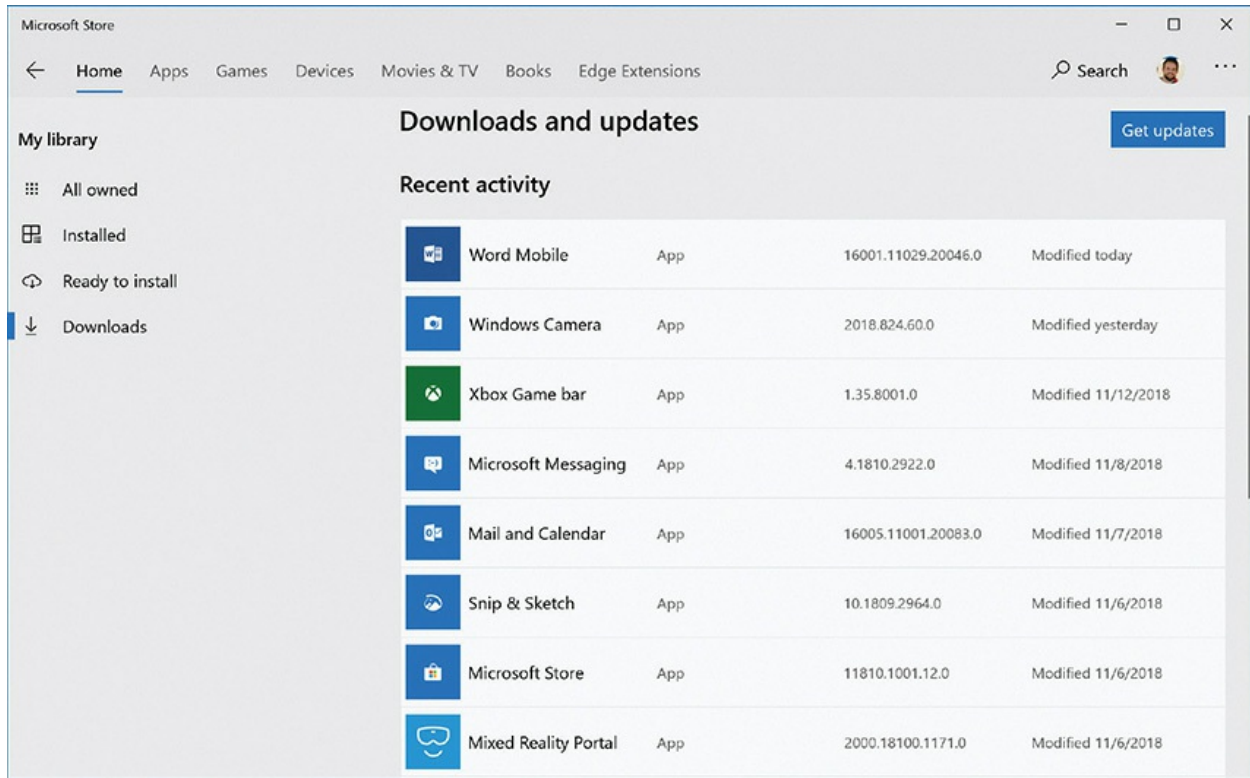 Microsoft Store
Home Apps Games Devices Movies & TV Books Edge Extensions Search
My library
All owned
Installed
Ready to install
Downloads
Downloads and updates
Get updates
Recent activity
Word Mobile App 16001.11029.20046.0 Modified today
Windows Camera App 2018.824.60.0 Modified yesterday
Xbox Game bar App 1.35.8001.0 Modified 11/12/2018
Microsoft Messaging App 4.1810.2922.0 Modified 11/8/2018
Mail and Calendar App 16005.11001.20083.0 Modified 11/7/2018
Snip & Sketch App 10.1809.2964.0 Modified 11/6/2018
Microsoft Store App 11810.1001.12.0 Modified 11/6/2018
Mixed Reality Portal App 2000.18100.1171.0 Modified 11/6/2018